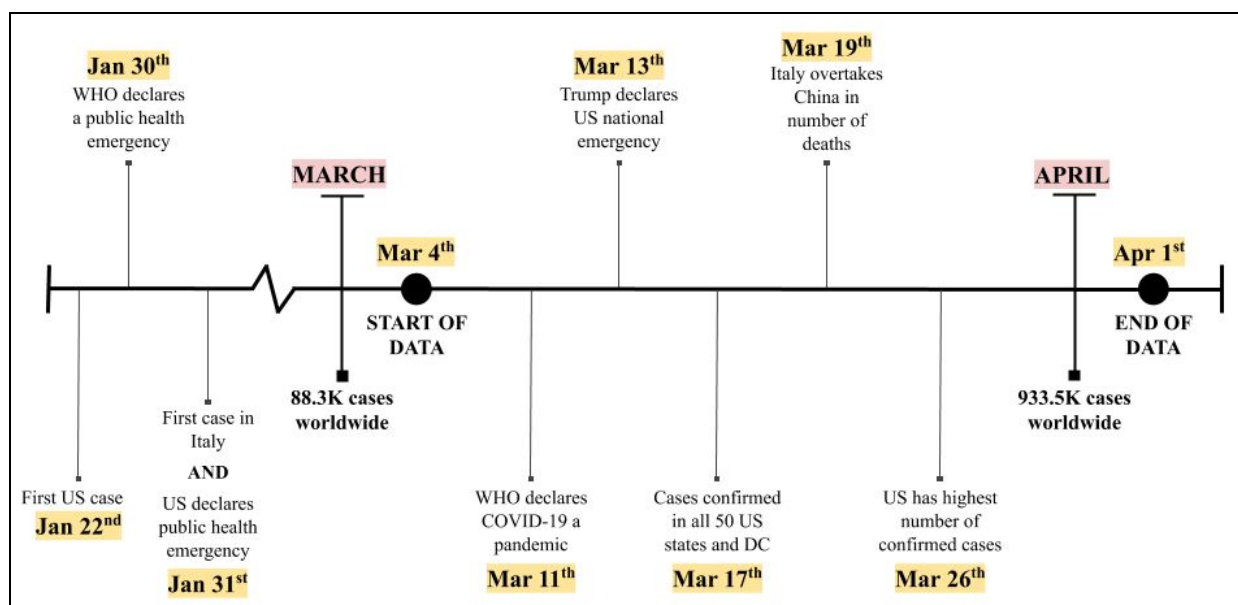 Jan 30th
WHO declares
a public health
emergency
Mar 13th
Trump declares
US national
emergency
Mar 19th
Italy overtakes
China in
number of
deaths
MARCH
APRIL
Mar 4th
START OF
DATA
Apr 1st
END OF
DATA
88.3K cases
worldwide
933.5K cases
worldwide
First US case
Jan 22nd
First case in
Italy
AND
US declares
public health
emergency
Jan 31st
WHO declares
COVID-19 a
pandemic
Mar 11th
Cases confirmed
in all 50 US
states and DC
Mar 17th
US has highest
number of
confirmed cases
Mar 26th